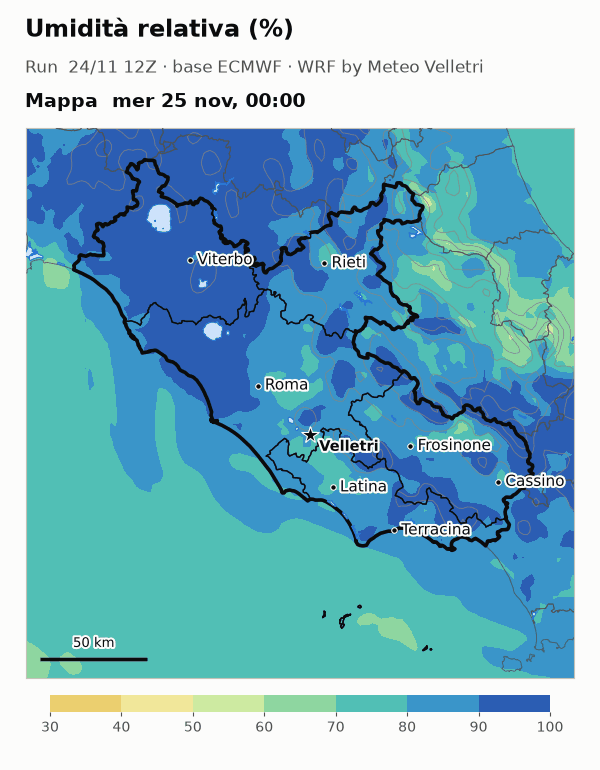 Umidità relativa (%)
Run 24/11 12Z · base ECMWF · WRF by Meteo Velletri
Mappa mer 25 nov, 00:00
Viterbo
Rieti
Roma
Velletri
Frosinone
Cassino
Latina
Terracina
50 km
30 40 50 60 70 80 90 100